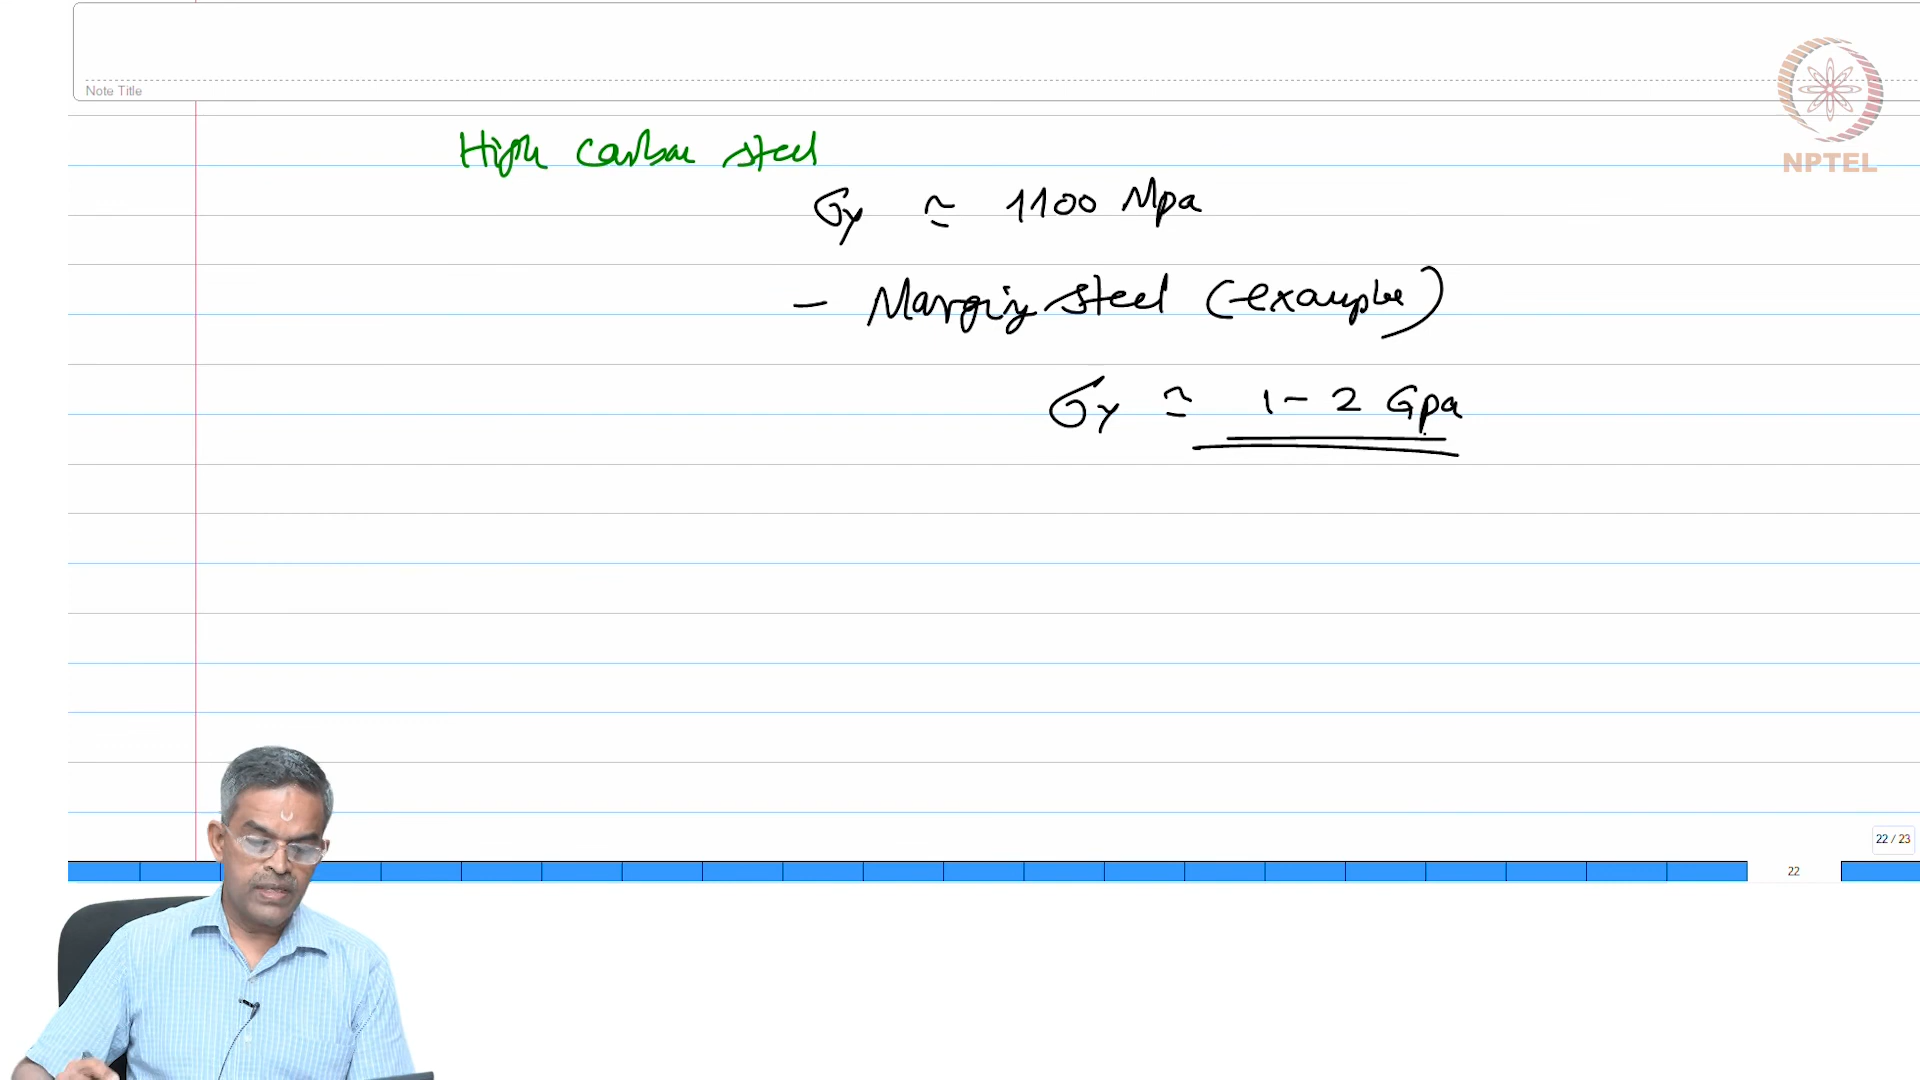 Note Title
NPTEL
High carbon steel
σy ≃ 1100 Mpa
- Marging steel (example)
σy ≃ 1-2 Gpa
22 / 23
22